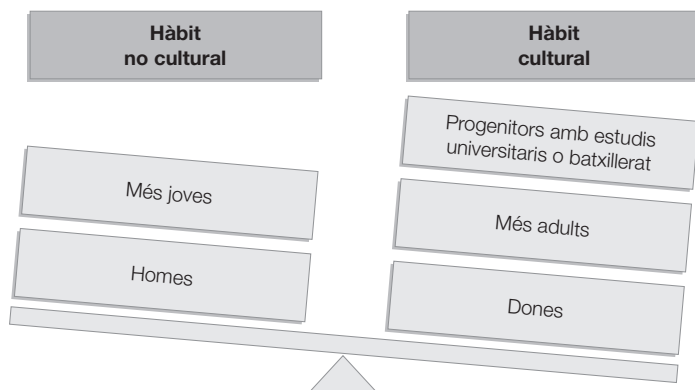 Hàbit
no cultural
Més joves
Homes
Hàbit
cultural
Progenitors amb estudis
universitaris o batxillerat
Més adults
Dones